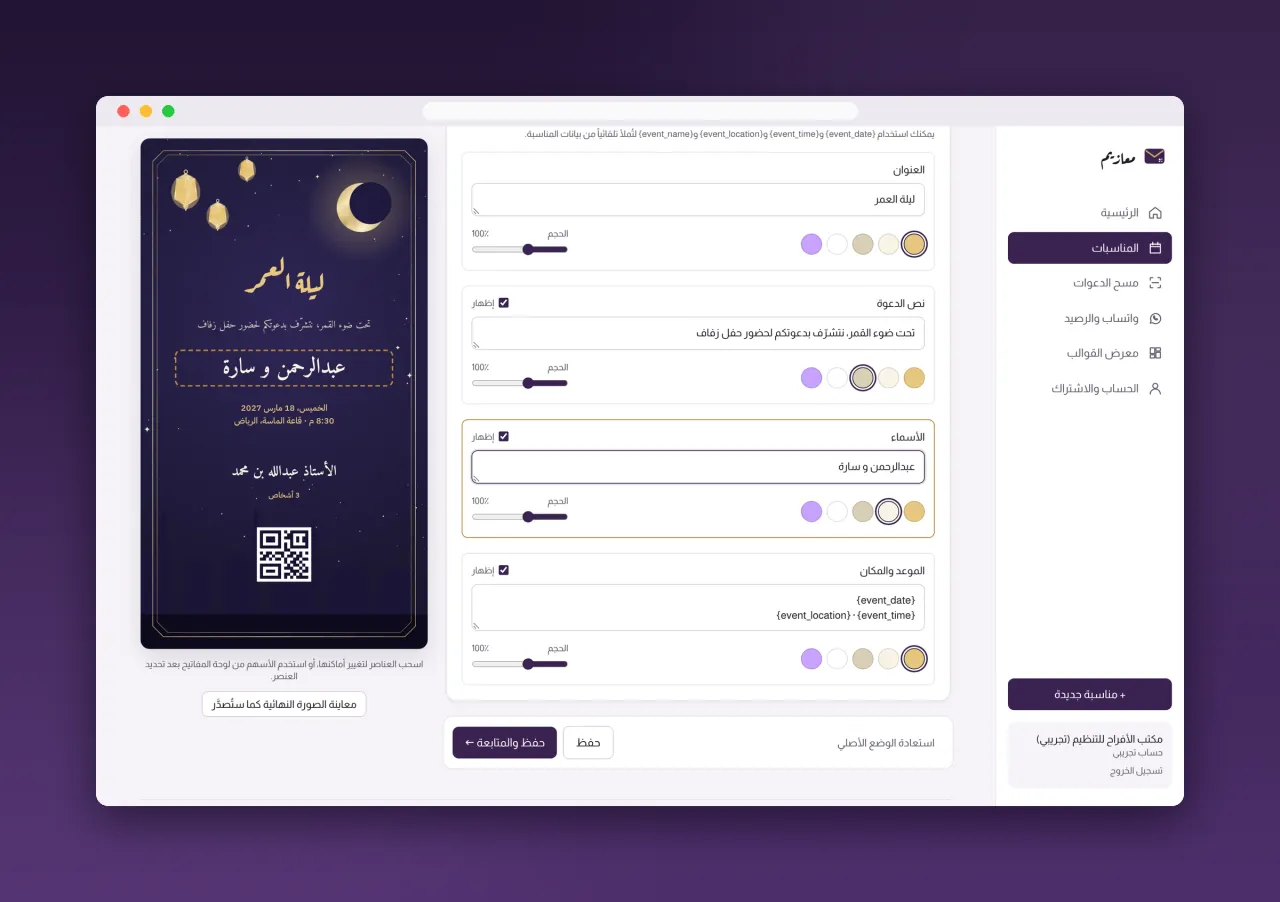 معازيم
الرئيسية
المناسبات
مسح الدعوات
واتساب والرصيد
معرض القوالب
الحساب والاشتراك
+ مناسبة جديدة
مكتب الأفراح للتنظيم (تجريبي)
حساب تجريبي
تسجيل الخروج
يمكنك استخدام {event_date} و{event_time} و{event_location} و{event_name} لتُملأ تلقائياً من بيانات المناسبة.
العنوان
ليلة العمر
الحجم 100٪
نص الدعوة
إظهار
تحت ضوء القمر، نتشرّف بدعوتكم لحضور حفل زفاف
الحجم 100٪
الأسماء
إظهار
عبدالرحمن و سارة
الحجم 100٪
الموعد والمكان
إظهار
{event_date}
{event_time} · {event_location}
الحجم 100٪
استعادة الوضع الأصلي
حفظ
حفظ والمتابعة ←
ليلة العمر
تحت ضوء القمر، نتشرّف بدعوتكم لحضور حفل زفاف
عبدالرحمن و سارة
الخميس، 18 مارس 2027
8:30 م · قاعة الماسة، الرياض
الأستاذ عبدالله بن محمد
3 أشخاص
اسحب العناصر لتغيير أماكنها، أو استخدم الأسهم من لوحة المفاتيح بعد تحديد
العنصر.
معاينة الصورة النهائية كما ستُصدَّر